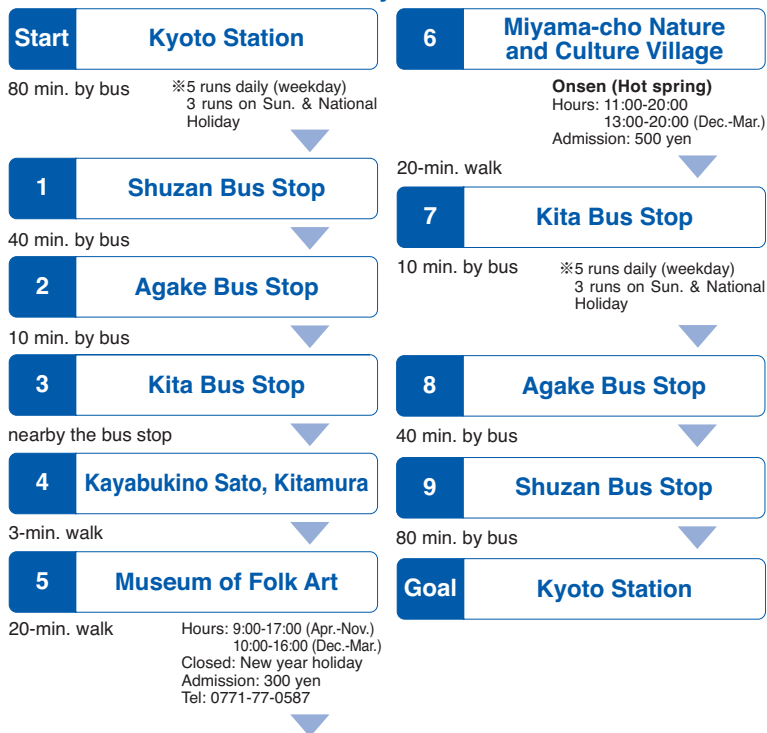 Start Kyoto Station
80 min. by bus
※5 runs daily (weekday)
3 runs on Sun. & National
Holiday
1 Shuzan Bus Stop
40 min. by bus
2 Agake Bus Stop
10 min. by bus
3 Kita Bus Stop
nearby the bus stop
4 Kayabukino Sato, Kitamura
3-min. walk
5 Museum of Folk Art
20-min. walk
Hours: 9:00-17:00 (Apr.-Nov.)
10:00-16:00 (Dec.-Mar.)
Closed: New year holiday
Admission: 300 yen
Tel: 0771-77-0587
6 Miyama-cho Nature
and Culture Village
Onsen (Hot spring)
Hours: 11:00-20:00
13:00-20:00 (Dec.-Mar.)
Admission: 500 yen
20-min. walk
7 Kita Bus Stop
10 min. by bus
※5 runs daily (weekday)
3 runs on Sun. & National
Holiday
8 Agake Bus Stop
40 min. by bus
9 Shuzan Bus Stop
80 min. by bus
Goal Kyoto Station